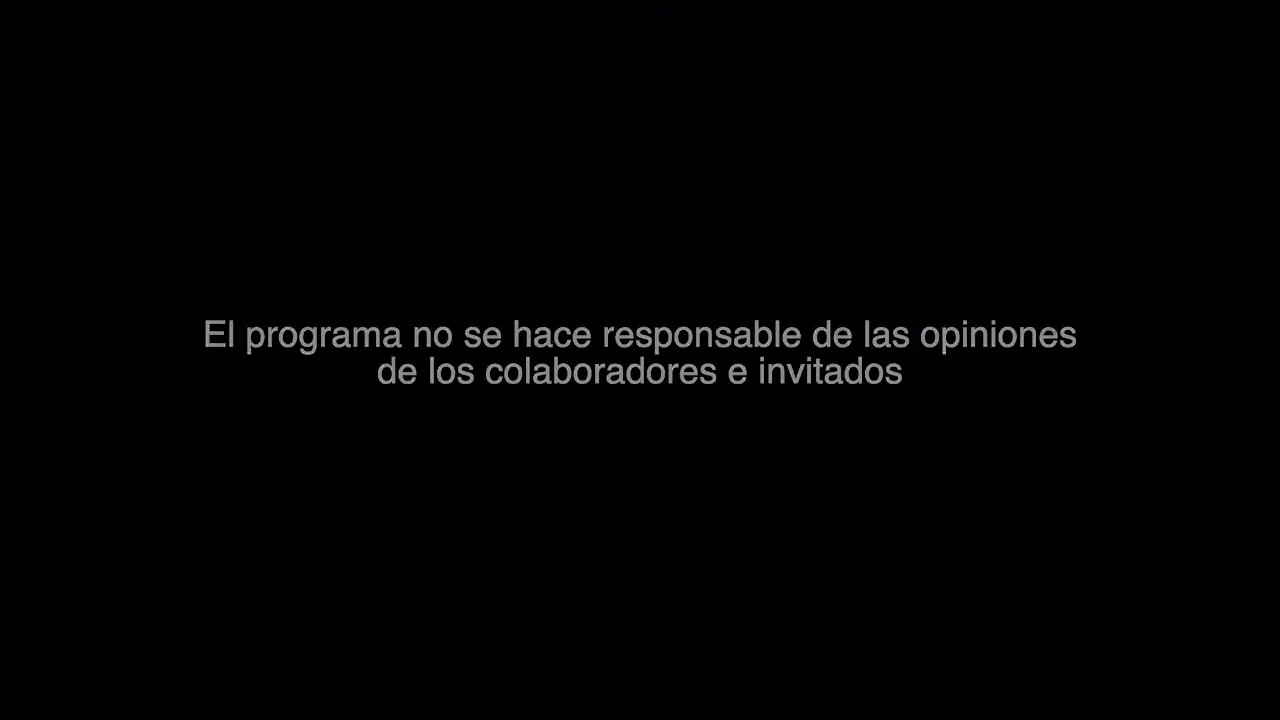 El programa no se hace responsable de las opiniones
de los colaboradores e invitados